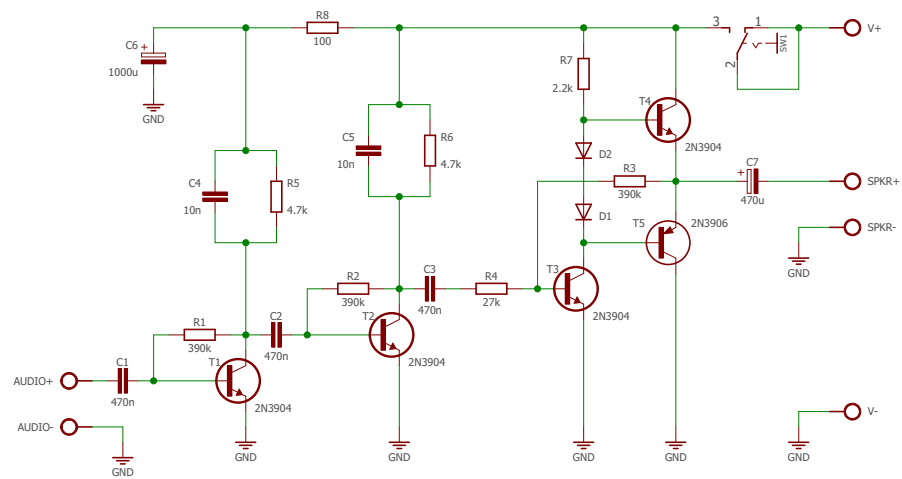 R8
100
3
1
V+
SW1
2
C6
+
1000u
GND
R7
2.2k
T4
2N3904
C5
10n
R6
4.7k
D2
C4
10n
R5
4.7k
R3
390k
C7
+
470u
SPKR+
D1
T5
2N3906
SPKR-
GND
R2
390k
C3
470n
R4
27k
T3
2N3904
R1
390k
C2
470n
T2
2N3904
C1
470n
T1
2N3904
AUDIO+
AUDIO-
V-
GND
GND
GND
GND
GND
GND